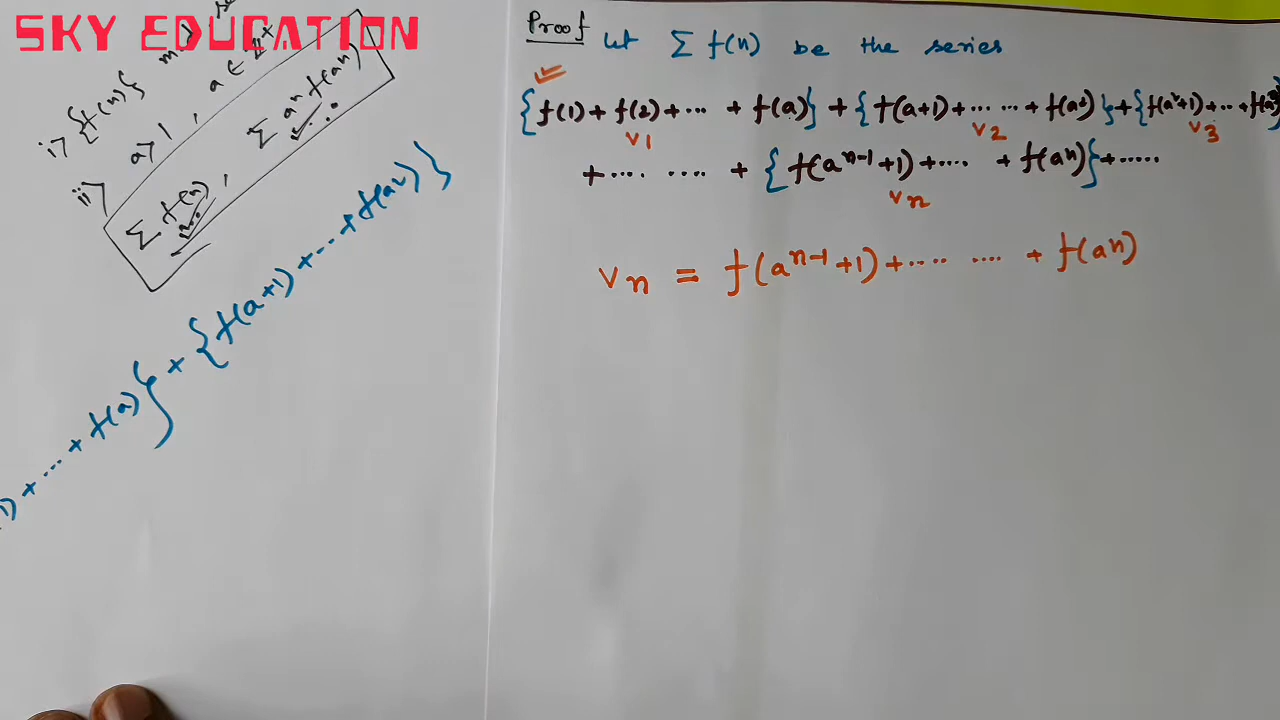 SKY EDUCATION
i) {f(n)}
ii) a>1, a ∈ Z⁺
Σ f(n), Σ aⁿ f(aⁿ)
+ ... + f(a)} + {f(a+1) + ... + f(a²)}
Proof Let Σ f(n) be the series
{f(1) + f(2) + ... + f(a)} + {f(a+1) + ... ... + f(a²)} + {f(a²+1) + ... + f(a³)}
v1 v2 v3
+ .... .... + {f(aⁿ⁻¹ +1) + .... + f(aⁿ)} + .....
vn
vn = f(aⁿ⁻¹ +1) + .... .... + f(aⁿ)